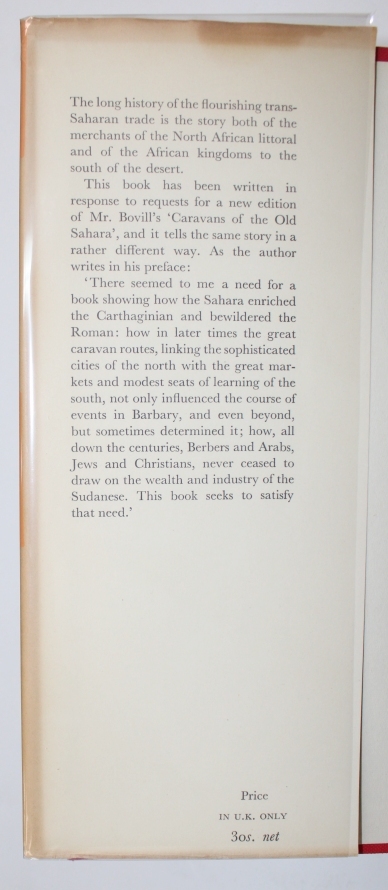 The long history of the flourishing trans-
Saharan trade is the story both of the
merchants of the North African littoral
and of the African kingdoms to the
south of the desert.
This book has been written in
response to requests for a new edition
of Mr. Bovill's 'Caravans of the Old
Sahara', and it tells the same story in a
rather different way. As the author
writes in his preface:
'There seemed to me a need for a
book showing how the Sahara enriched
the Carthaginian and bewildered the
Roman: how in later times the great
caravan routes, linking the sophisticated
cities of the north with the great mar-
kets and modest seats of learning of the
south, not only influenced the course of
events in Barbary, and even beyond,
but sometimes determined it; how, all
down the centuries, Berbers and Arabs,
Jews and Christians, never ceased to
draw on the wealth and industry of the
Sudanese. This book seeks to satisfy
that need.'
Price
IN U.K. ONLY
30s. net